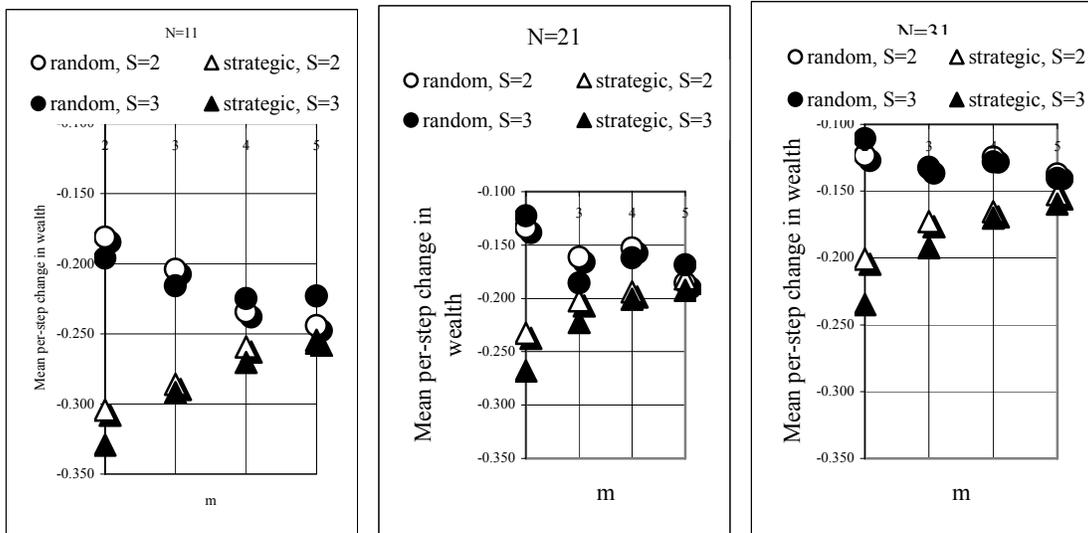 N=11
random, S=2 strategic, S=2
random, S=3 strategic, S=3
Mean per-step change in wealth
-0.100
-0.150
-0.200
-0.250
-0.300
-0.350
2 3 4 5
m
N=21
random, S=2 strategic, S=2
random, S=3 strategic, S=3
Mean per-step change in
wealth
-0.100
-0.150
-0.200
-0.250
-0.300
-0.350
3 4 5
m
N=31
random, S=2 strategic, S=2
random, S=3 strategic, S=3
Mean per-step change in wealth
-0.100
-0.150
-0.200
-0.250
-0.300
-0.350
3 4 5
m